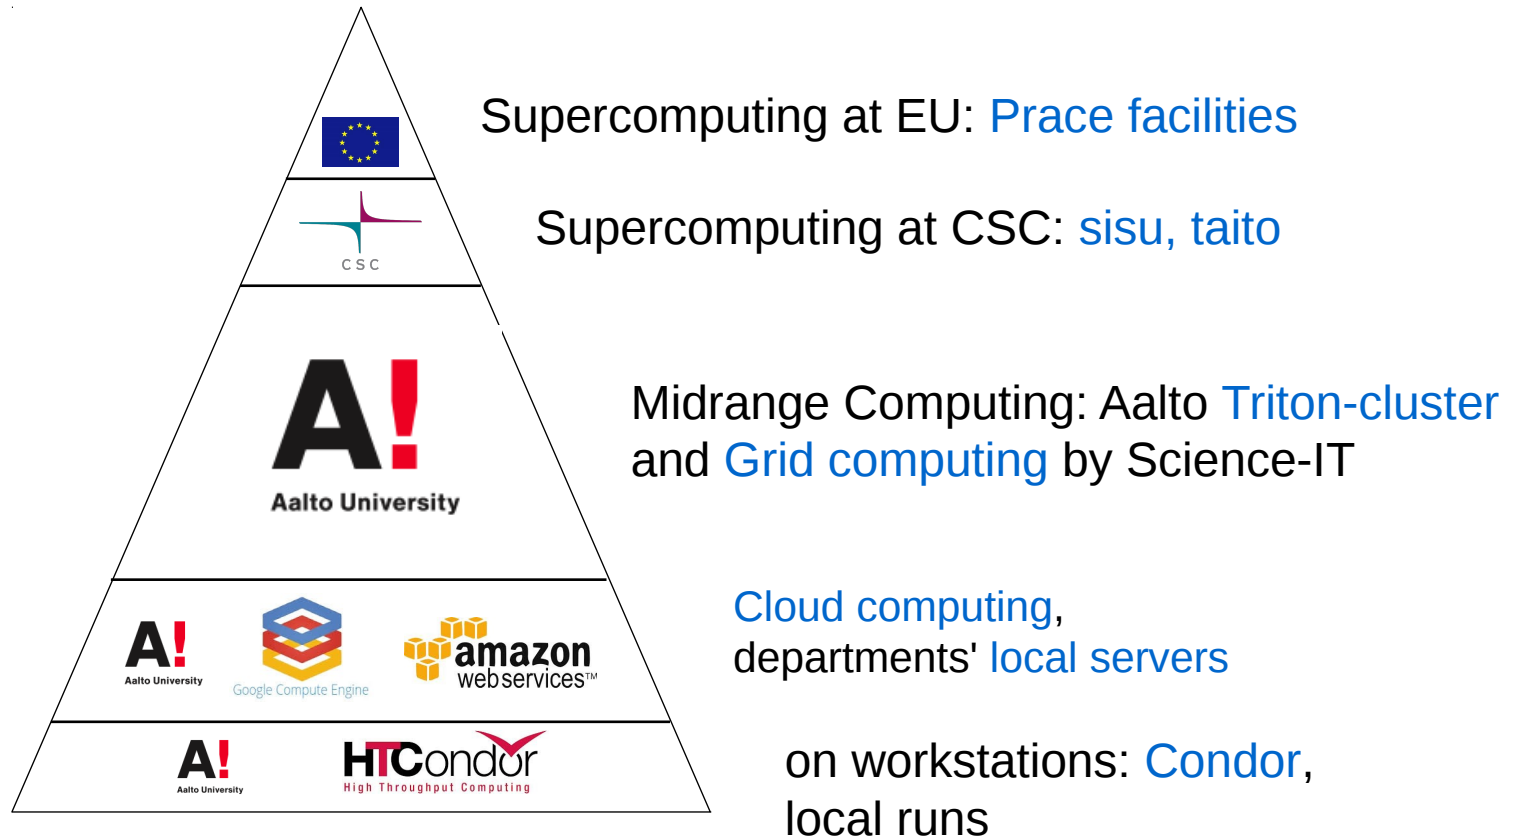 Supercomputing at EU: Prace facilities
CSC
Supercomputing at CSC: sisu, taito
A!
Aalto University
Midrange Computing: Aalto Triton-cluster
and Grid computing by Science-IT
A!
Aalto University
Google Compute Engine
amazon
webservices™
Cloud computing,
departments' local servers
A!
Aalto University
HTCondor
High Throughput Computing
on workstations: Condor,
local runs